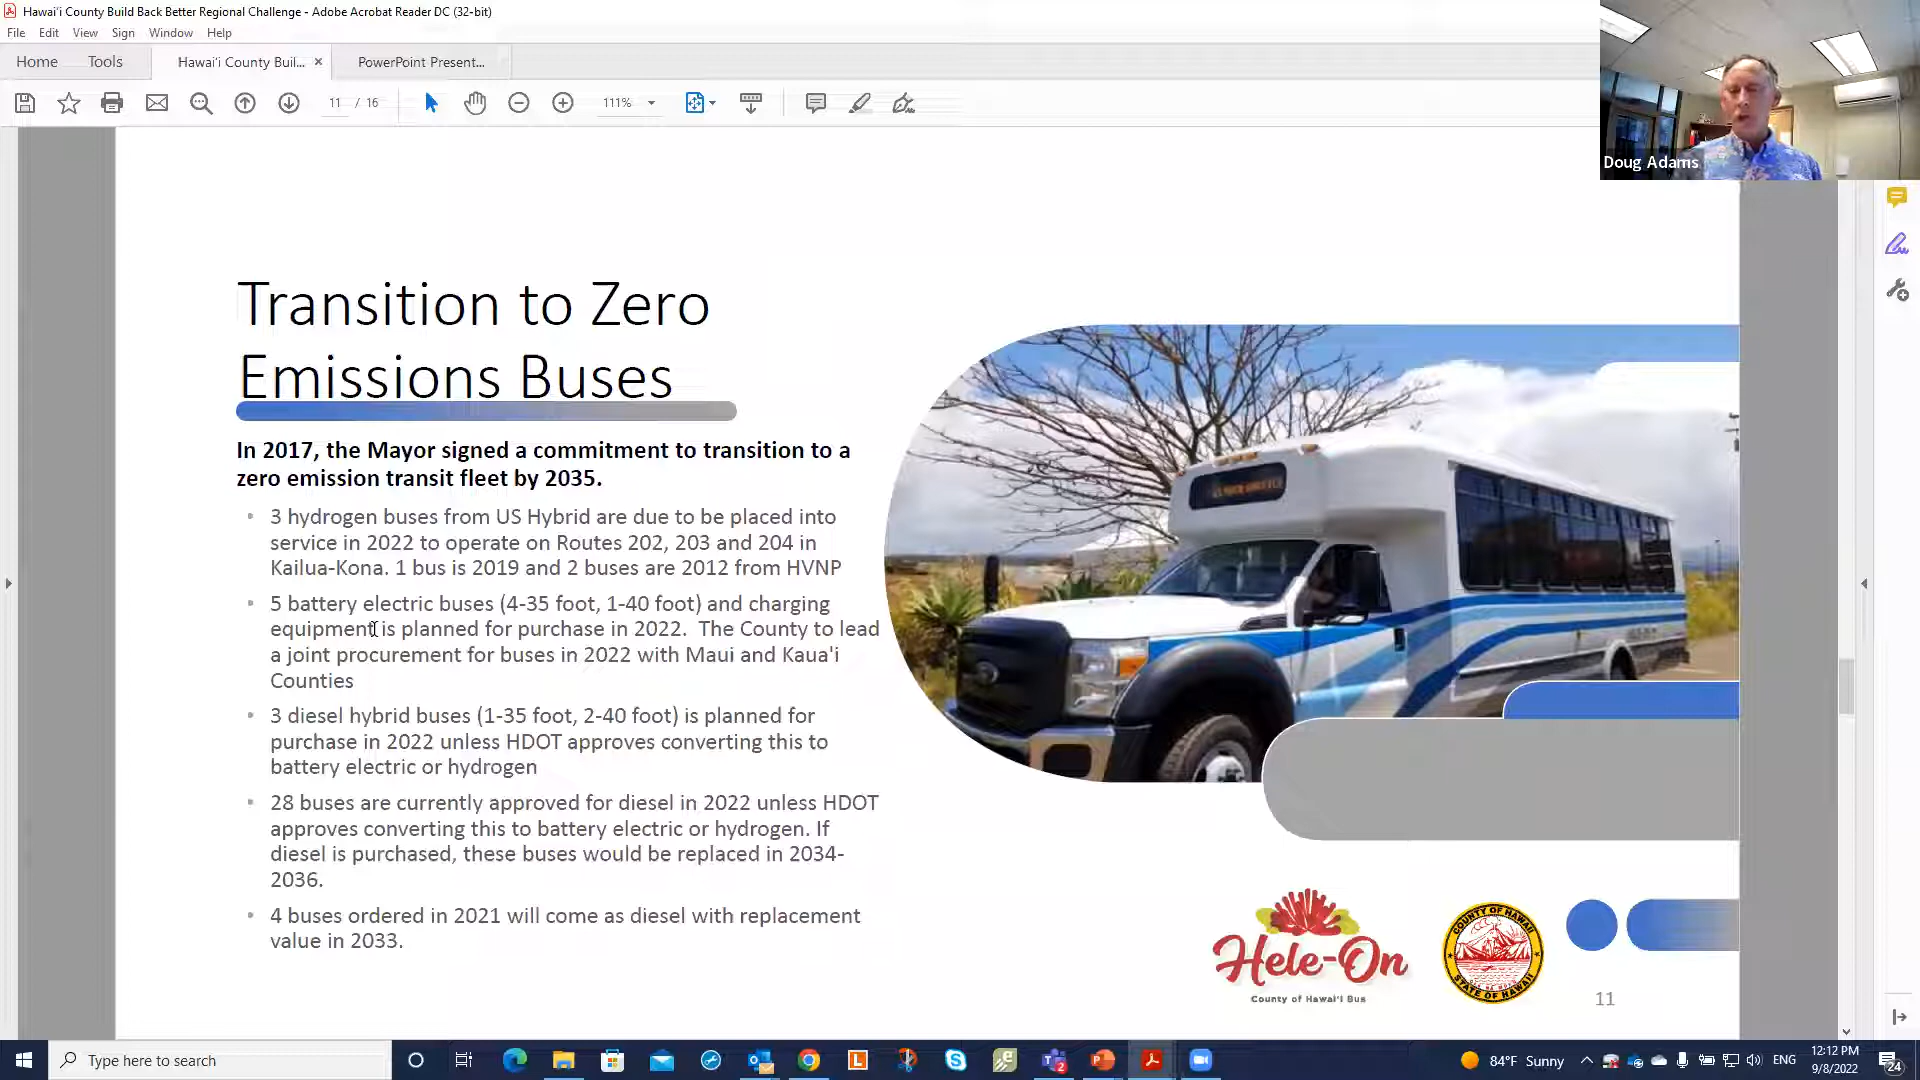 Hawai'i County Build Back Better Regional Challenge - Adobe Acrobat Reader DC (32-bit)
File Edit View Sign Window Help
Home Tools Hawai'i County Buil... × PowerPoint Present...
11 / 16 111%
Doug Adams
Transition to Zero
Emissions Buses
In 2017, the Mayor signed a commitment to transition to a
zero emission transit fleet by 2035.
3 hydrogen buses from US Hybrid are due to be placed into
service in 2022 to operate on Routes 202, 203 and 204 in
Kailua-Kona. 1 bus is 2019 and 2 buses are 2012 from HVNP
5 battery electric buses (4-35 foot, 1-40 foot) and charging
equipment is planned for purchase in 2022. The County to lead
a joint procurement for buses in 2022 with Maui and Kaua'i
Counties
3 diesel hybrid buses (1-35 foot, 2-40 foot) is planned for
purchase in 2022 unless HDOT approves converting this to
battery electric or hydrogen
28 buses are currently approved for diesel in 2022 unless HDOT
approves converting this to battery electric or hydrogen. If
diesel is purchased, these buses would be replaced in 2034-
2036.
4 buses ordered in 2021 will come as diesel with replacement
value in 2033.
Hele-On
County of Hawai'i Bus
COUNTY OF HAWAII
STATE OF HAWAII
11
Type here to search
84°F Sunny
ENG
12:12 PM
9/8/2022
24